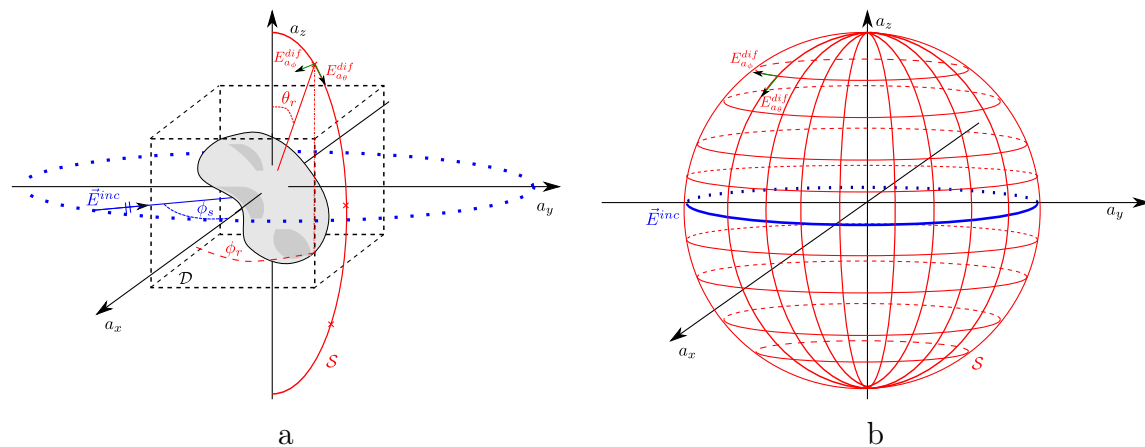 a_z
E^{dif}_{a_ϕ}
E^{dif}_{a_θ}
θ_r
\vec{E}^{inc}
ϕ_s
a_y
ϕ_r
𝒟
a_x
𝒮
a
a_z
E^{dif}_{a_ϕ}
E^{dif}_{a_θ}
\vec{E}^{inc}
a_y
a_x
𝒮
b